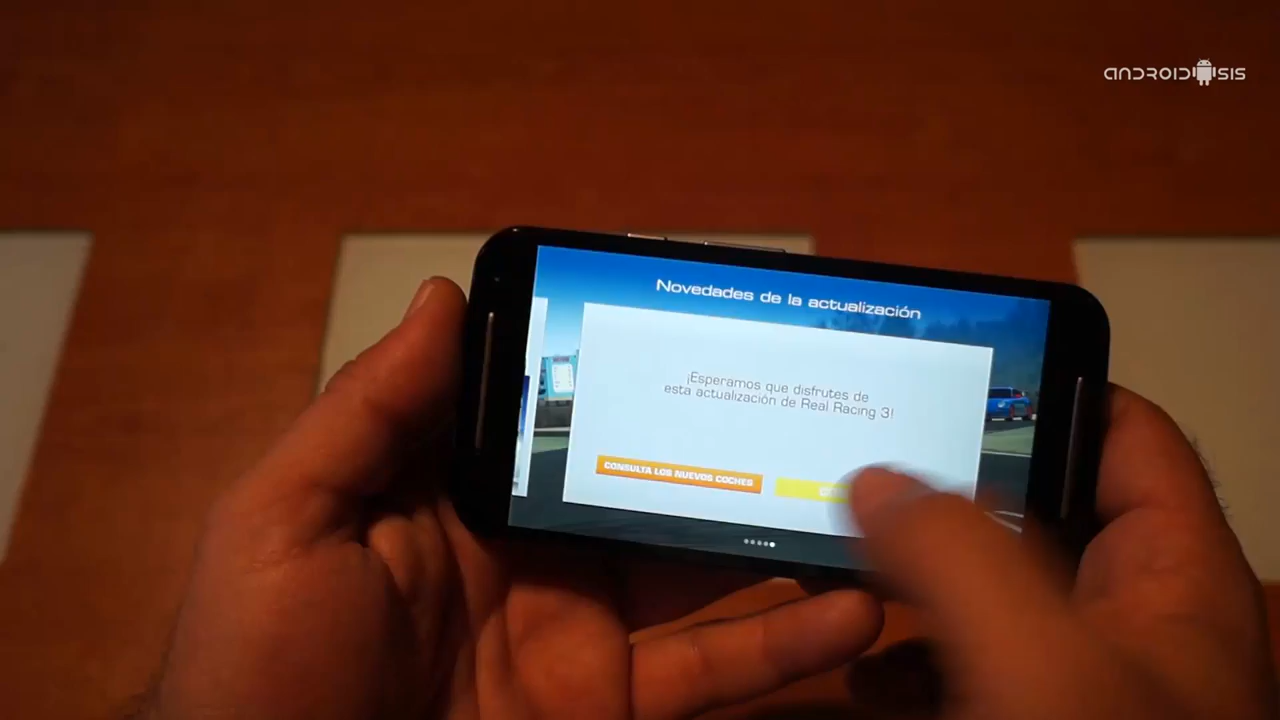 ANDROIDSIS
Novedades de la actualización
¡Esperamos que disfrutes de
esta actualización de Real Racing 3!
CONSULTA LOS NUEVOS COCHES